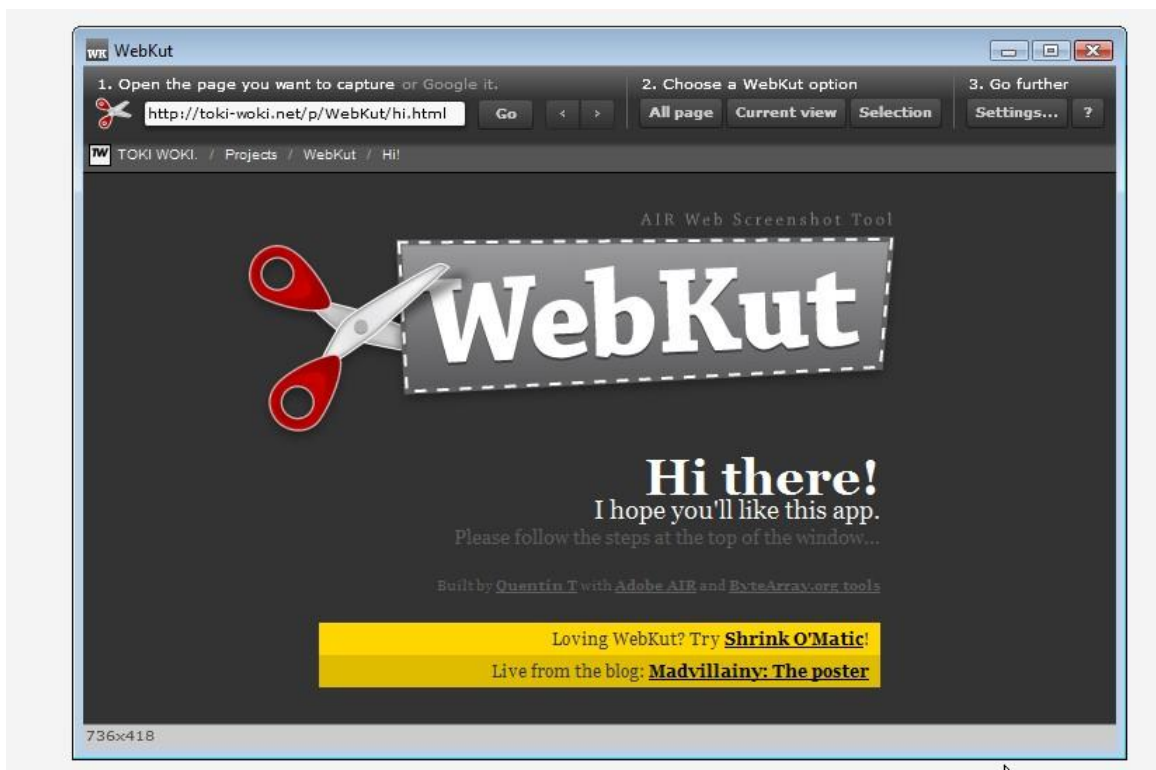 WK WebKut
1. Open the page you want to capture or Google it.
2. Choose a WebKut option
3. Go further
http://toki-woki.net/p/WebKut/hi.html Go < >
All page Current view Selection
Settings... ?
TW TOKI WOKI. / Projects / WebKut / Hi!
AIR Web Screenshot Tool
WebKut
Hi there!
I hope you'll like this app.
Please follow the steps at the top of the window...
Built by Quentin T with Adobe AIR and ByteArray.org tools
Loving WebKut? Try Shrink O'Matic!
Live from the blog: Madvillainy: The poster
736x418